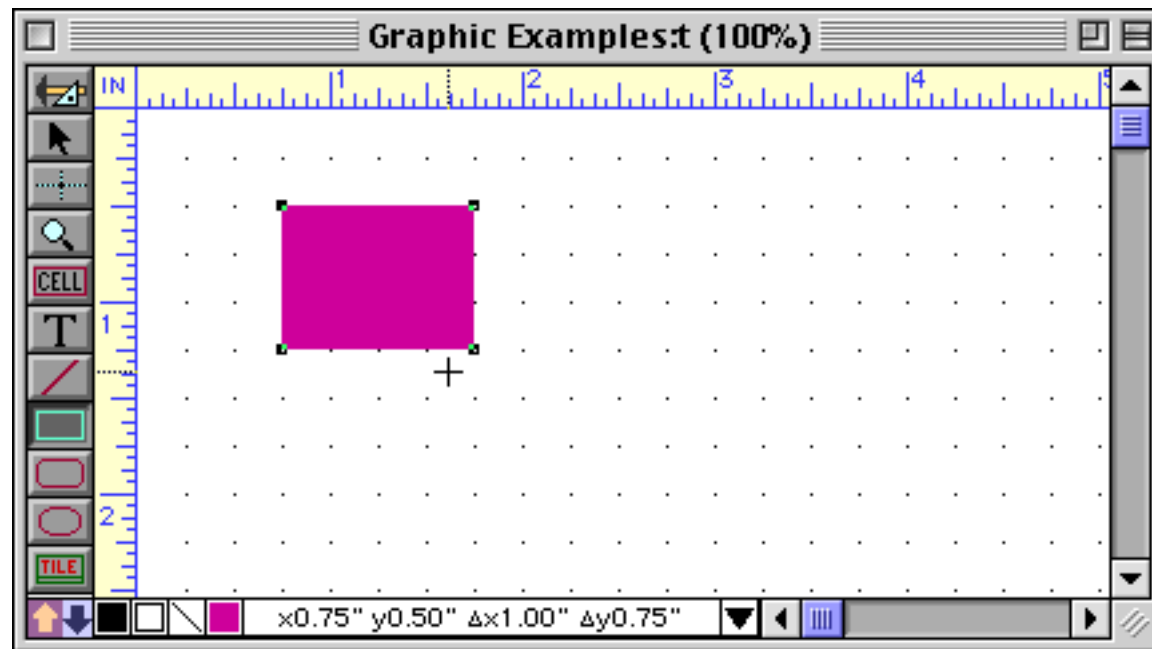 Graphic Examples:t (100%)
IN 1 2 3 4 5
CELL
T
1
2
TILE
x0.75" y0.50" Δx1.00" Δy0.75"